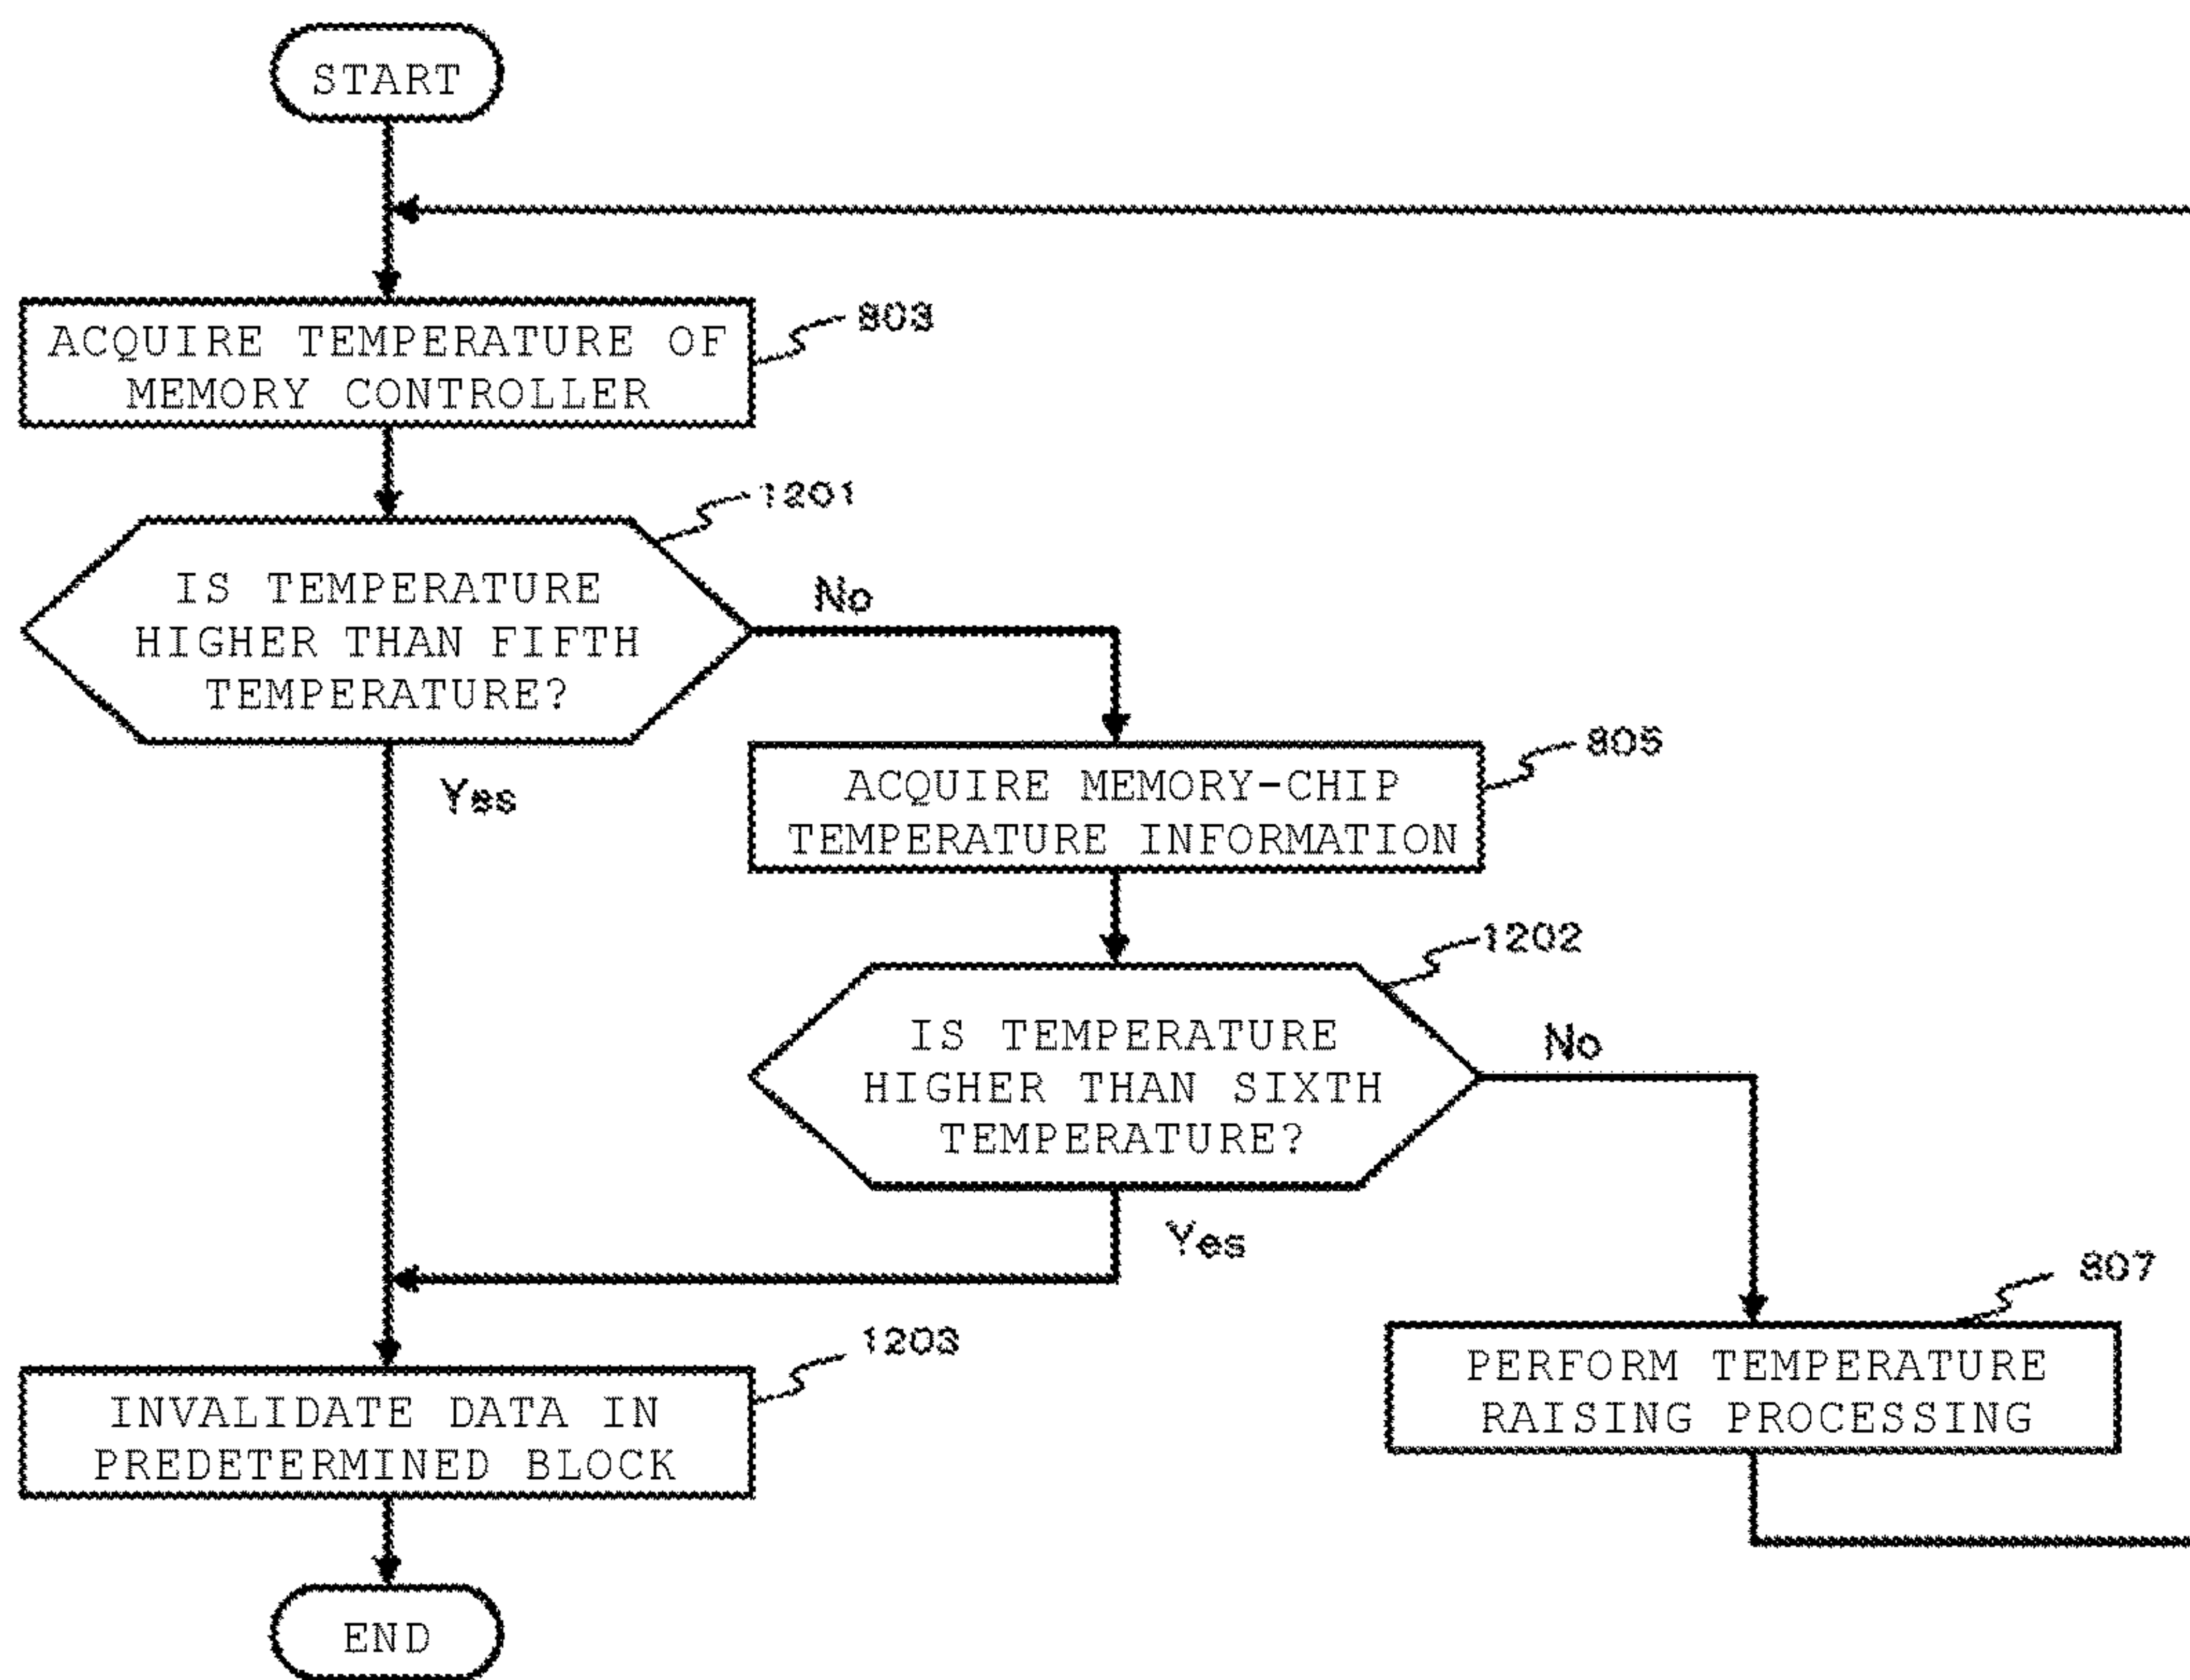 START
ACQUIRE TEMPERATURE OF
MEMORY CONTROLLER
803
1201
IS TEMPERATURE
HIGHER THAN FIFTH
TEMPERATURE?
No
Yes
805
ACQUIRE MEMORY-CHIP
TEMPERATURE INFORMATION
1202
IS TEMPERATURE
HIGHER THAN SIXTH
TEMPERATURE?
No
Yes
807
PERFORM TEMPERATURE
RAISING PROCESSING
1203
INVALIDATE DATA IN
PREDETERMINED BLOCK
END